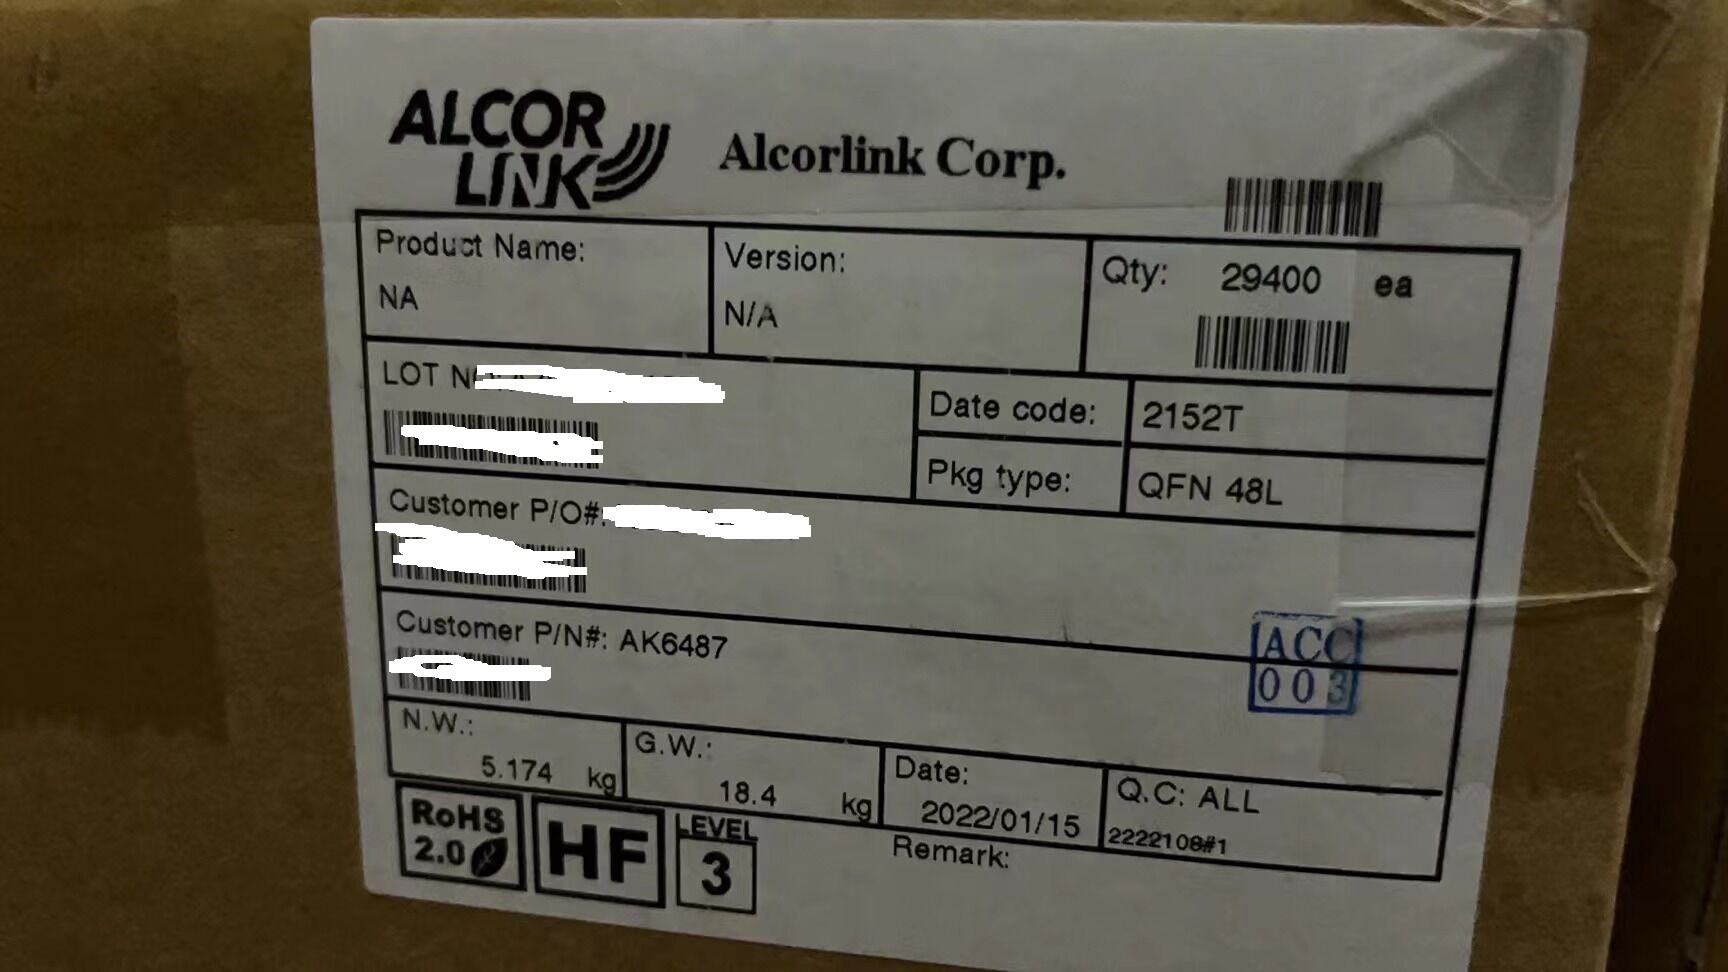 ALCOR
LINK
Alcorlink Corp.
Product Name:
NA
Version:
N/A
Qty: 29400 ea
LOT
Date code: 2152T
Pkg type: QFN 48L
Customer P/O#:
Customer P/N#: AK6487
ACC
003
N.W.:
5.174 kg
G.W.:
18.4 kg
Date:
2022/01/15
Q.C: ALL
2222108#1
RoHS
2.0
HF
LEVEL
3
Remark: